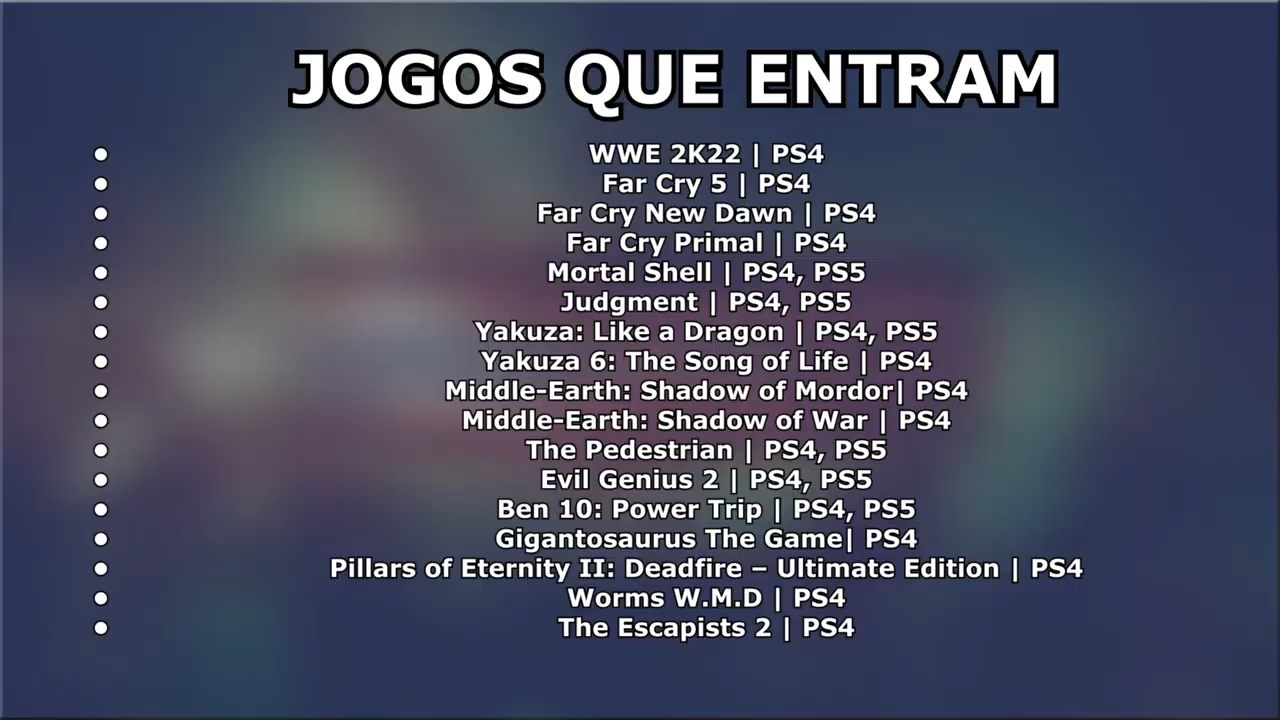 JOGOS QUE ENTRAM
• WWE 2K22 | PS4
• Far Cry 5 | PS4
• Far Cry New Dawn | PS4
• Far Cry Primal | PS4
• Mortal Shell | PS4, PS5
• Judgment | PS4, PS5
• Yakuza: Like a Dragon | PS4, PS5
• Yakuza 6: The Song of Life | PS4
• Middle-Earth: Shadow of Mordor| PS4
• Middle-Earth: Shadow of War | PS4
• The Pedestrian | PS4, PS5
• Evil Genius 2 | PS4, PS5
• Ben 10: Power Trip | PS4, PS5
• Gigantosaurus The Game| PS4
• Pillars of Eternity II: Deadfire – Ultimate Edition | PS4
• Worms W.M.D | PS4
• The Escapists 2 | PS4